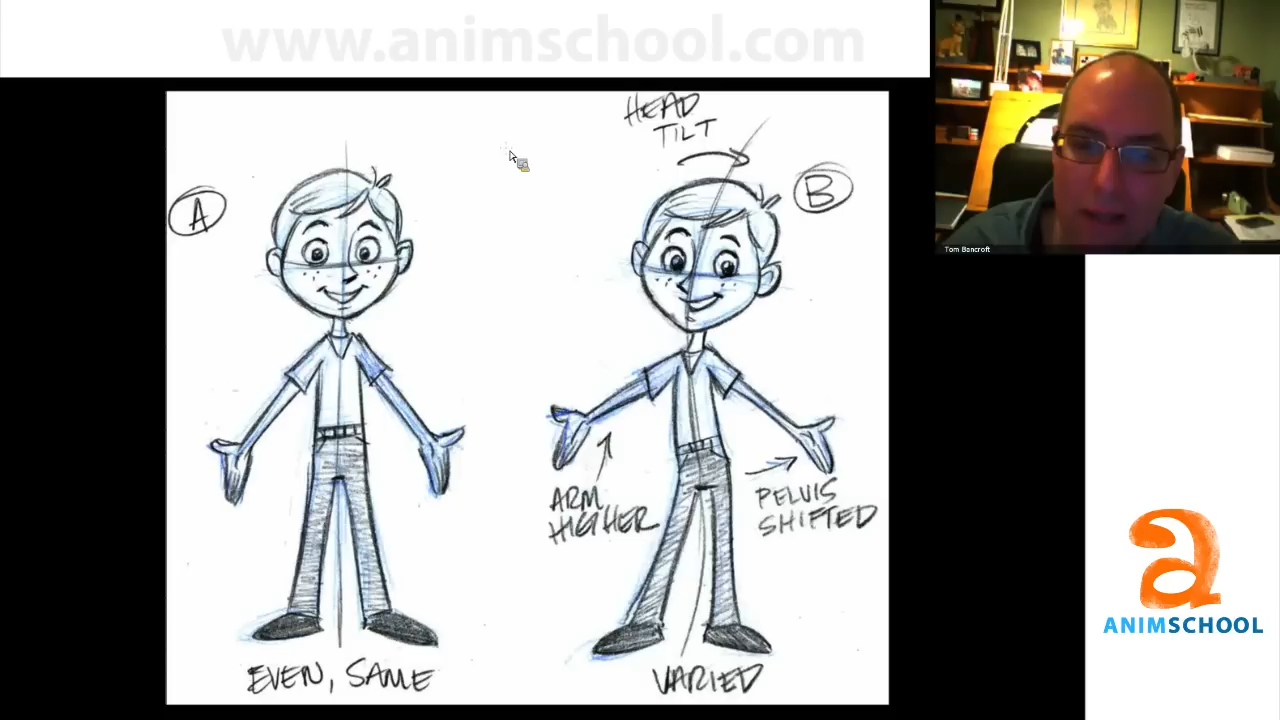 www.animschool.com
HEAD
TILT
A
B
ARM
HIGHER
PELVIS
SHIFTED
EVEN, SAME
VARIED
Tom Bancroft
a
ANIMSCHOOL